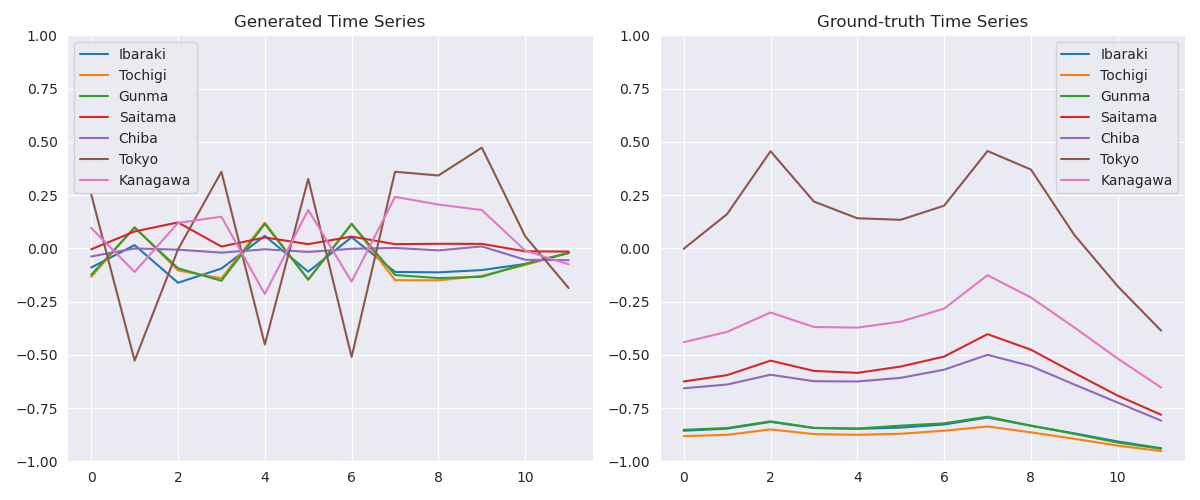 Generated Time Series
1.00
0.75
0.50
0.25
0.00
−0.25
−0.50
−0.75
−1.00
0
2
4
6
8
10
Ibaraki
Tochigi
Gunma
Saitama
Chiba
Tokyo
Kanagawa
Ground-truth Time Series
1.00
0.75
0.50
0.25
0.00
−0.25
−0.50
−0.75
−1.00
0
2
4
6
8
10
Ibaraki
Tochigi
Gunma
Saitama
Chiba
Tokyo
Kanagawa